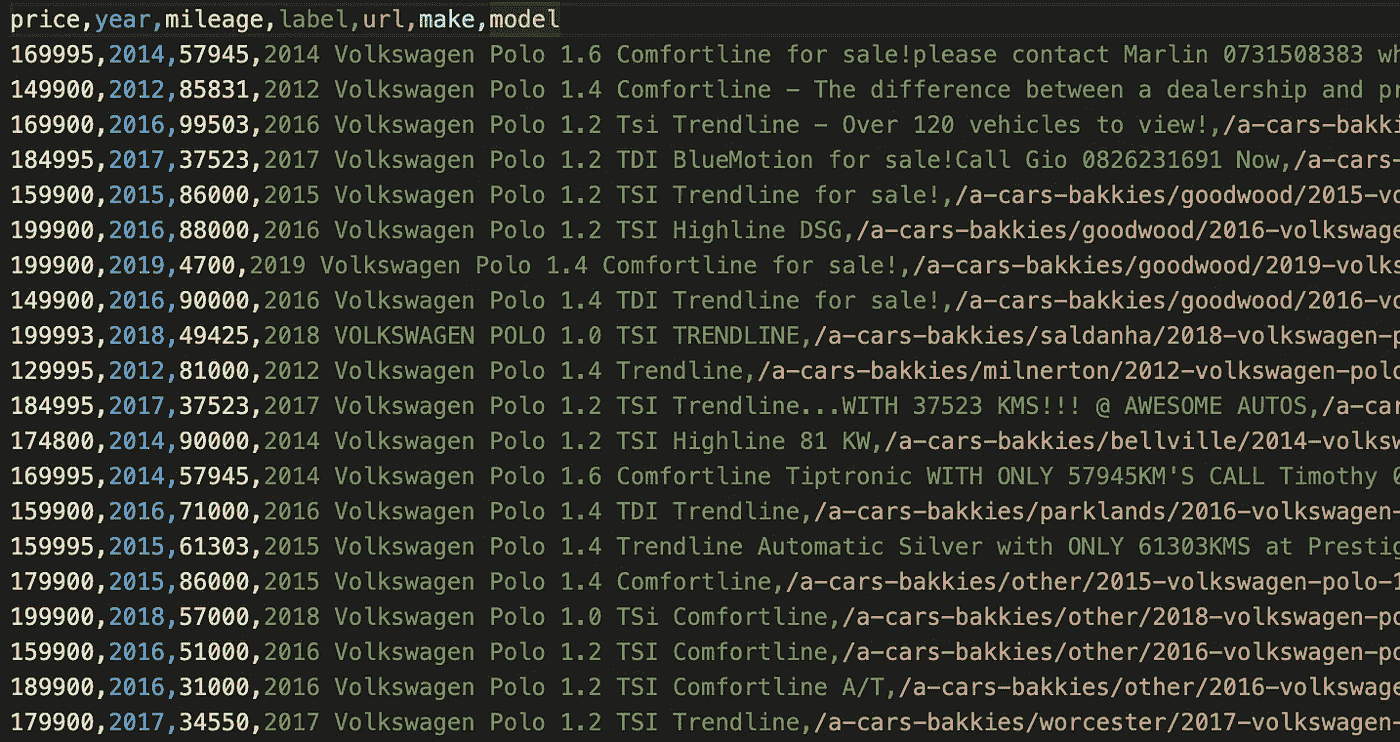 price,year,mileage,label,url,make,model
169995,2014,57945,2014 Volkswagen Polo 1.6 Comfortline for sale!please contact Marlin 0731508383 wh
149900,2012,85831,2012 Volkswagen Polo 1.4 Comfortline – The difference between a dealership and pr
169900,2016,99503,2016 Volkswagen Polo 1.2 Tsi Trendline – Over 120 vehicles to view!,/a-cars-bakki
184995,2017,37523,2017 Volkswagen Polo 1.2 TDI BlueMotion for sale!Call Gio 0826231691 Now,/a-cars-
159900,2015,86000,2015 Volkswagen Polo 1.2 TSI Trendline for sale!,/a-cars-bakkies/goodwood/2015-vo
199900,2016,88000,2016 Volkswagen Polo 1.2 TSI Highline DSG,/a-cars-bakkies/goodwood/2016-volkswage
199900,2019,4700,2019 Volkswagen Polo 1.4 Comfortline for sale!,/a-cars-bakkies/goodwood/2019-volks
149900,2016,90000,2016 Volkswagen Polo 1.4 TDI Trendline for sale!,/a-cars-bakkies/goodwood/2016-vo
199993,2018,49425,2018 VOLKSWAGEN POLO 1.0 TSI TRENDLINE,/a-cars-bakkies/saldanha/2018-volkswagen-p
129995,2012,81000,2012 Volkswagen Polo 1.4 Trendline,/a-cars-bakkies/milnerton/2012-volkswagen-polo
184995,2017,37523,2017 Volkswagen Polo 1.2 TSI Trendline...WITH 37523 KMS!!! @ AWESOME AUTOS,/a-car
174800,2014,90000,2014 Volkswagen Polo 1.2 TSI Highline 81 KW,/a-cars-bakkies/bellville/2014-volksw
169995,2014,57945,2014 Volkswagen Polo 1.6 Comfortline Tiptronic WITH ONLY 57945KM'S CALL Timothy 0
159900,2016,71000,2016 Volkswagen Polo 1.4 TDI Trendline,/a-cars-bakkies/parklands/2016-volkswagen-
159995,2015,61303,2015 Volkswagen Polo 1.4 Trendline Automatic Silver with ONLY 61303KMS at Prestig
179900,2015,86000,2015 Volkswagen Polo 1.4 Comfortline,/a-cars-bakkies/other/2015-volkswagen-polo-1
199900,2018,57000,2018 Volkswagen Polo 1.0 TSi Comfortline,/a-cars-bakkies/other/2018-volkswagen-po
159900,2016,51000,2016 Volkswagen Polo 1.2 TSI Comfortline,/a-cars-bakkies/other/2016-volkswagen-po
189900,2016,31000,2016 Volkswagen Polo 1.2 TSI Comfortline A/T,/a-cars-bakkies/other/2016-volkswage
179900,2017,34550,2017 Volkswagen Polo 1.2 TSI Trendline,/a-cars-bakkies/worcester/2017-volkswagen-